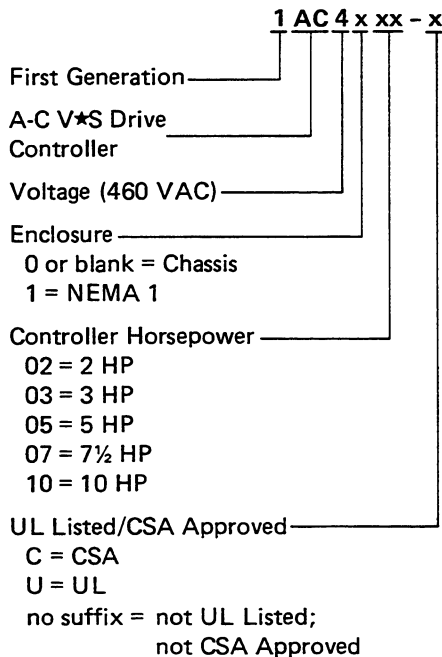 1 AC 4 x xx - x
First Generation
A-C V★S Drive
Controller
Voltage (460 VAC)
Enclosure
0 or blank = Chassis
1 = NEMA 1
Controller Horsepower
02 = 2 HP
03 = 3 HP
05 = 5 HP
07 = 7½ HP
10 = 10 HP
UL Listed/CSA Approved
C = CSA
U = UL
no suffix = not UL Listed;
not CSA Approved